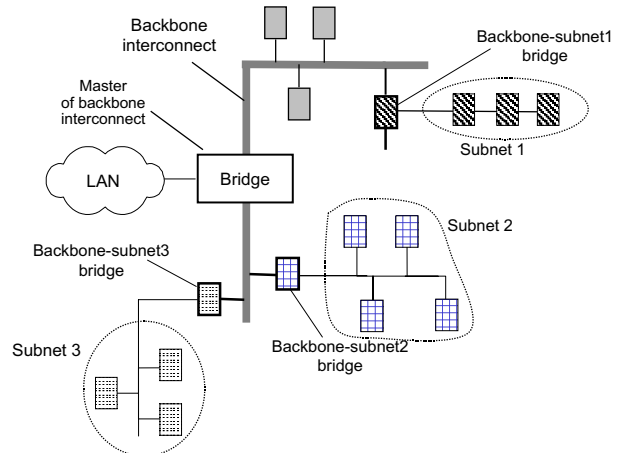 Backbone
interconnect
Backbone-subnet1
bridge
Master
of backbone
interconnect
Subnet 1
LAN
Bridge
Subnet 2
Backbone-subnet3
bridge
Backbone-subnet2
bridge
Subnet 3